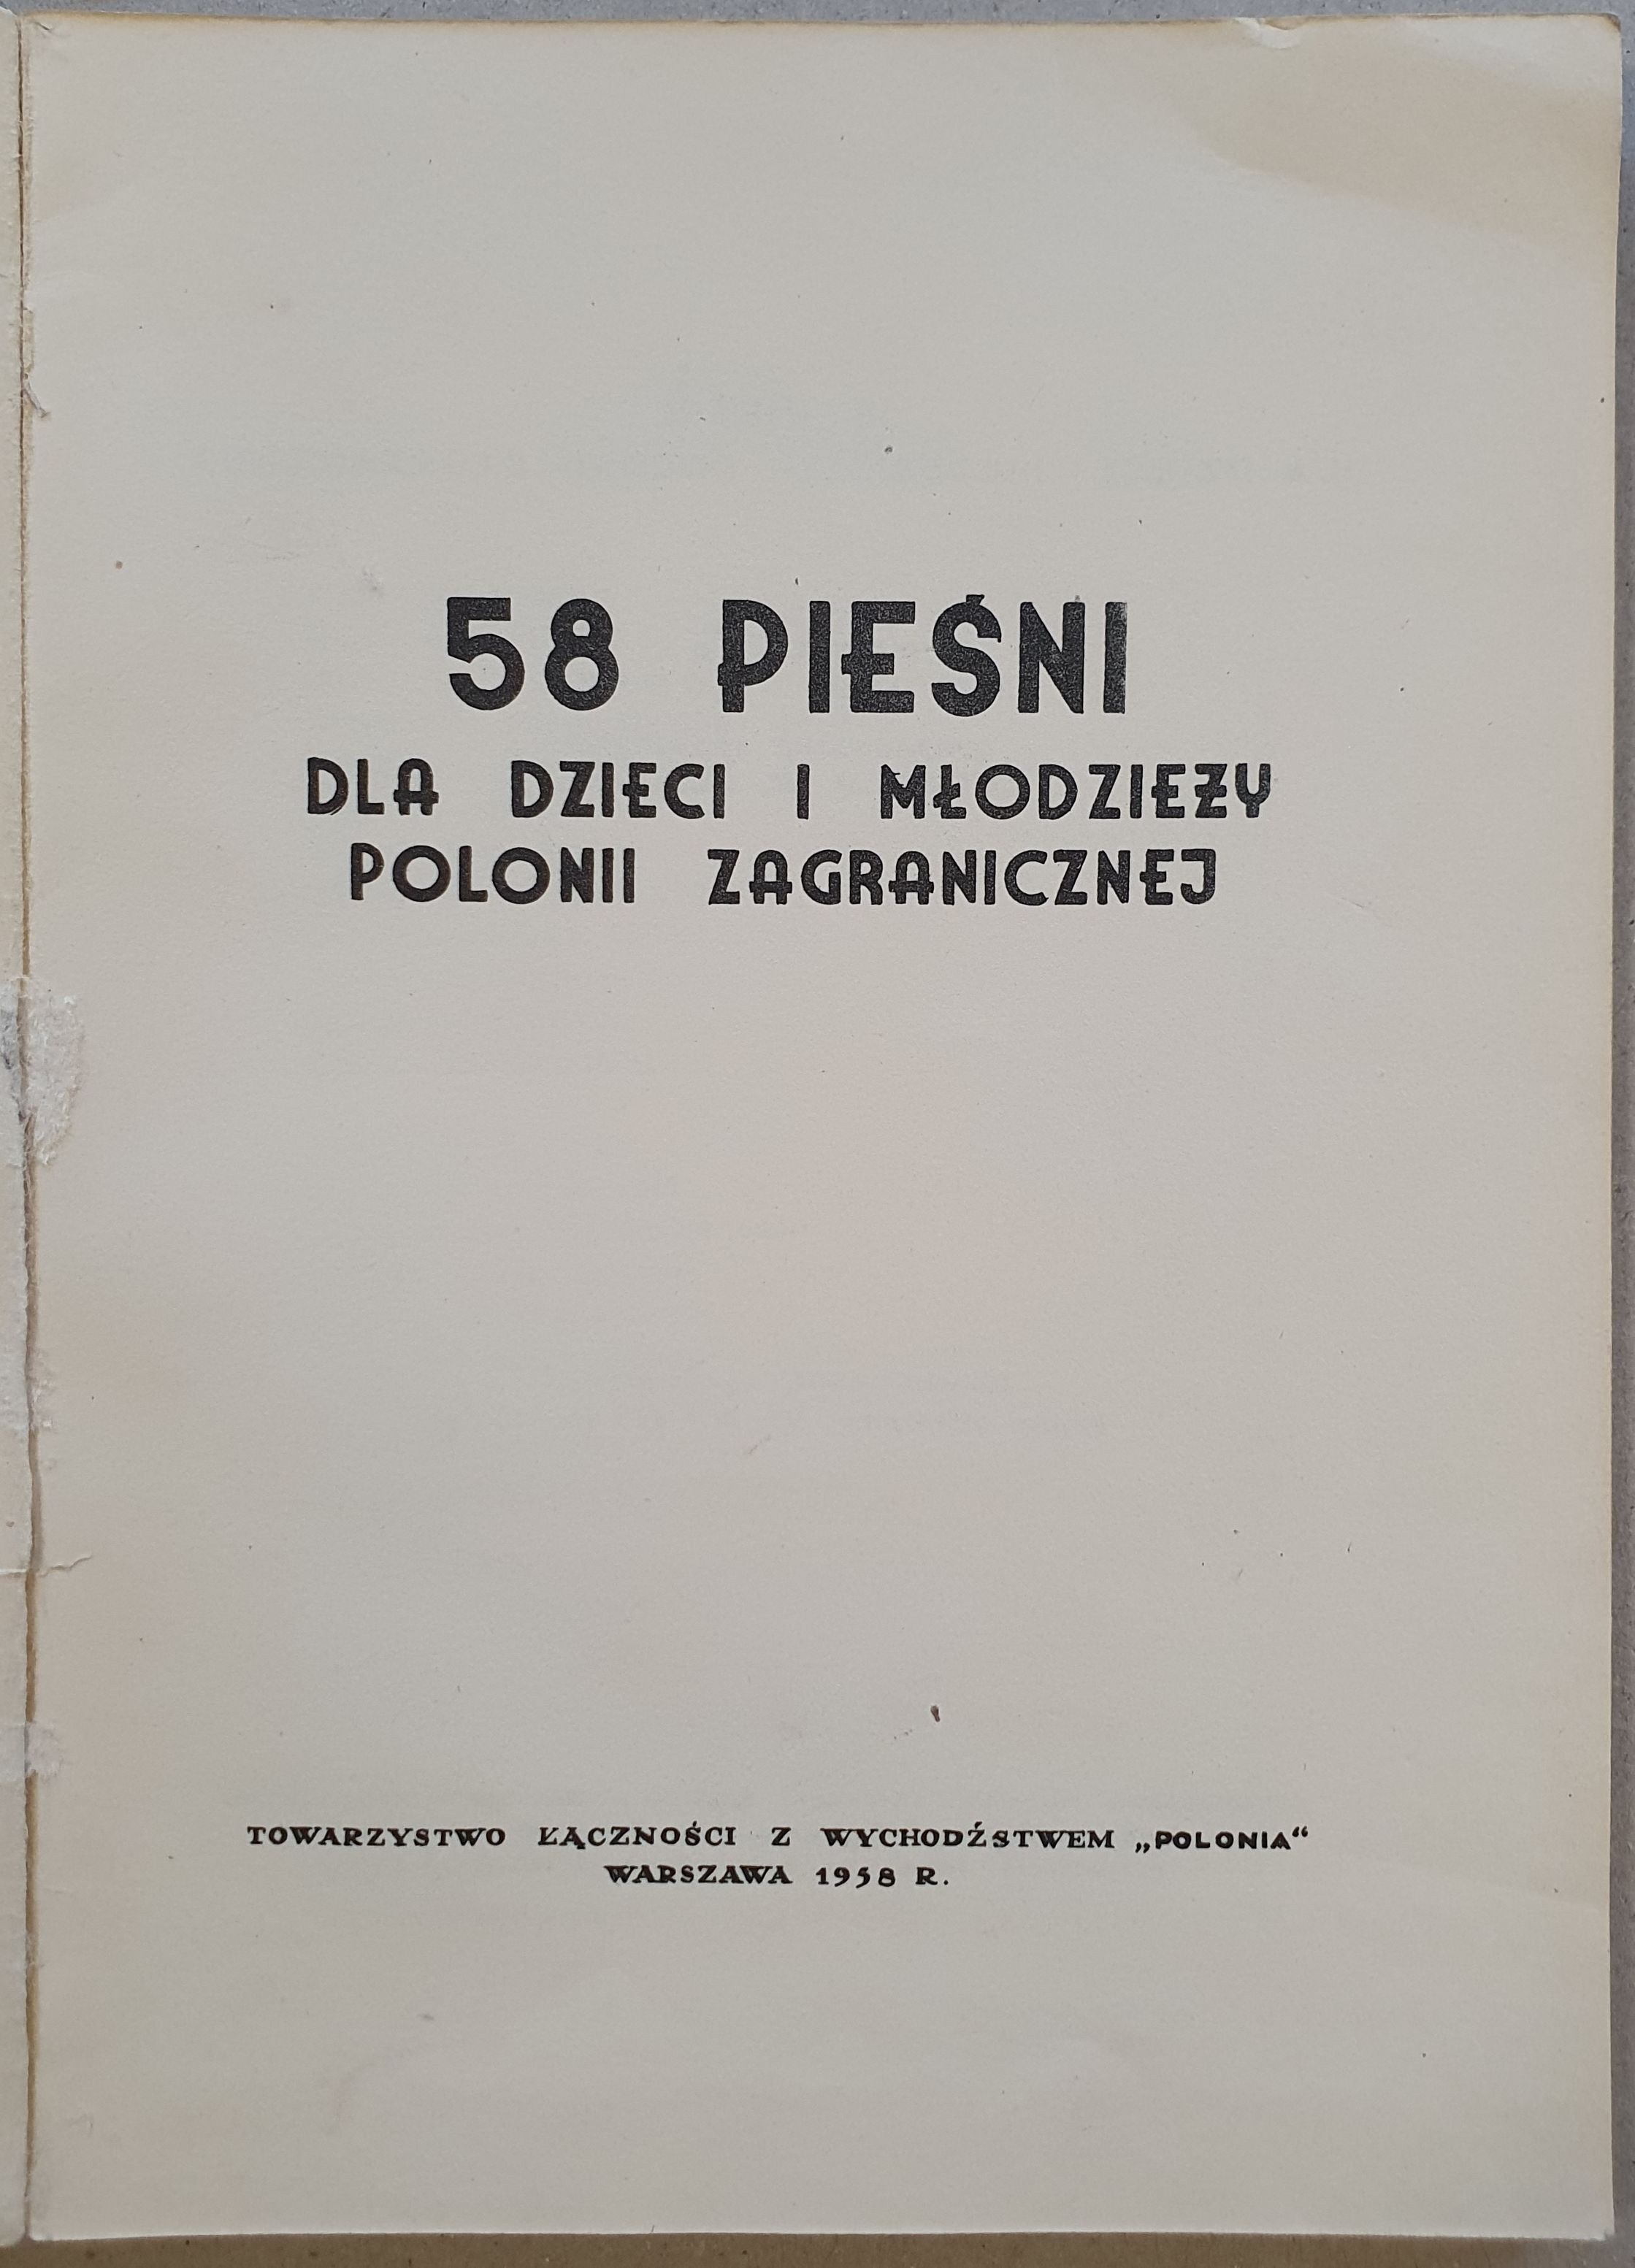 58 PIEŚNI
DLA DZIECI I MŁODZIEŻY
POLONII ZAGRANICZNEJ
TOWARZYSTWO ŁĄCZNOŚCI Z WYCHODŹSTWEM „POLONIA“
WARSZAWA 1958 R.